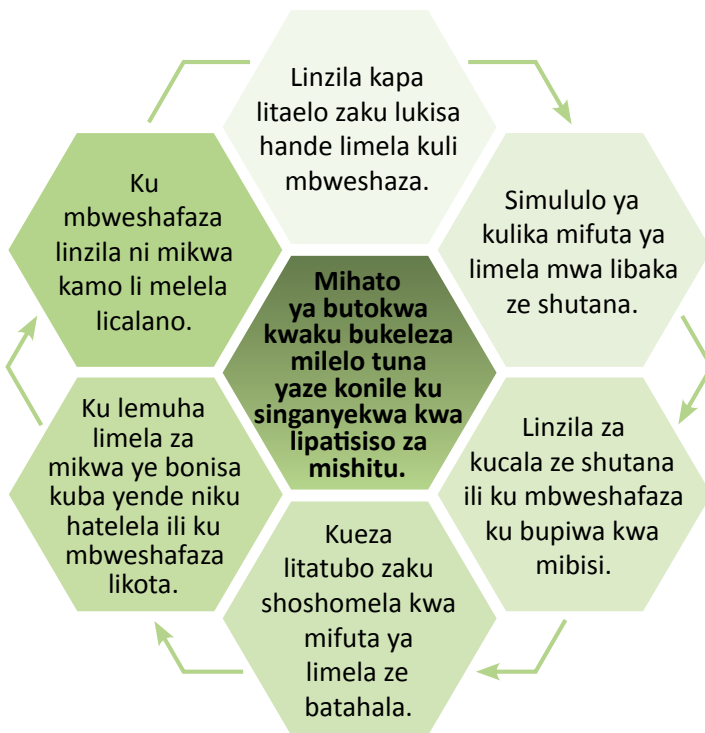 Linzila kapa
litaelo zaku lukisa
hande limela kuli
mbweshaza.
Simululo ya
kulika mifuta ya
limela mwa libaka
ze shutana.
Linzila za
kucala ze shutana
ili ku mbweshafaza
ku bupiwa kwa
mibisi.
Kueza
litatubo zaku
shoshomela kwa
mifuta ya
limela ze
batahala.
Ku lemuha
limela za
mikwa ye bonisa
kuba yende niku
hatelela ili ku
mbweshafaza
likota.
Ku
mbweshafaza
linzila ni mikwa
kamo li melela
licalano.
Mihato
ya butokwa
kwaku bukeleza
milelo tuna
yaze konile ku
singanyekwa kwa
lipatisiso za
mishitu.